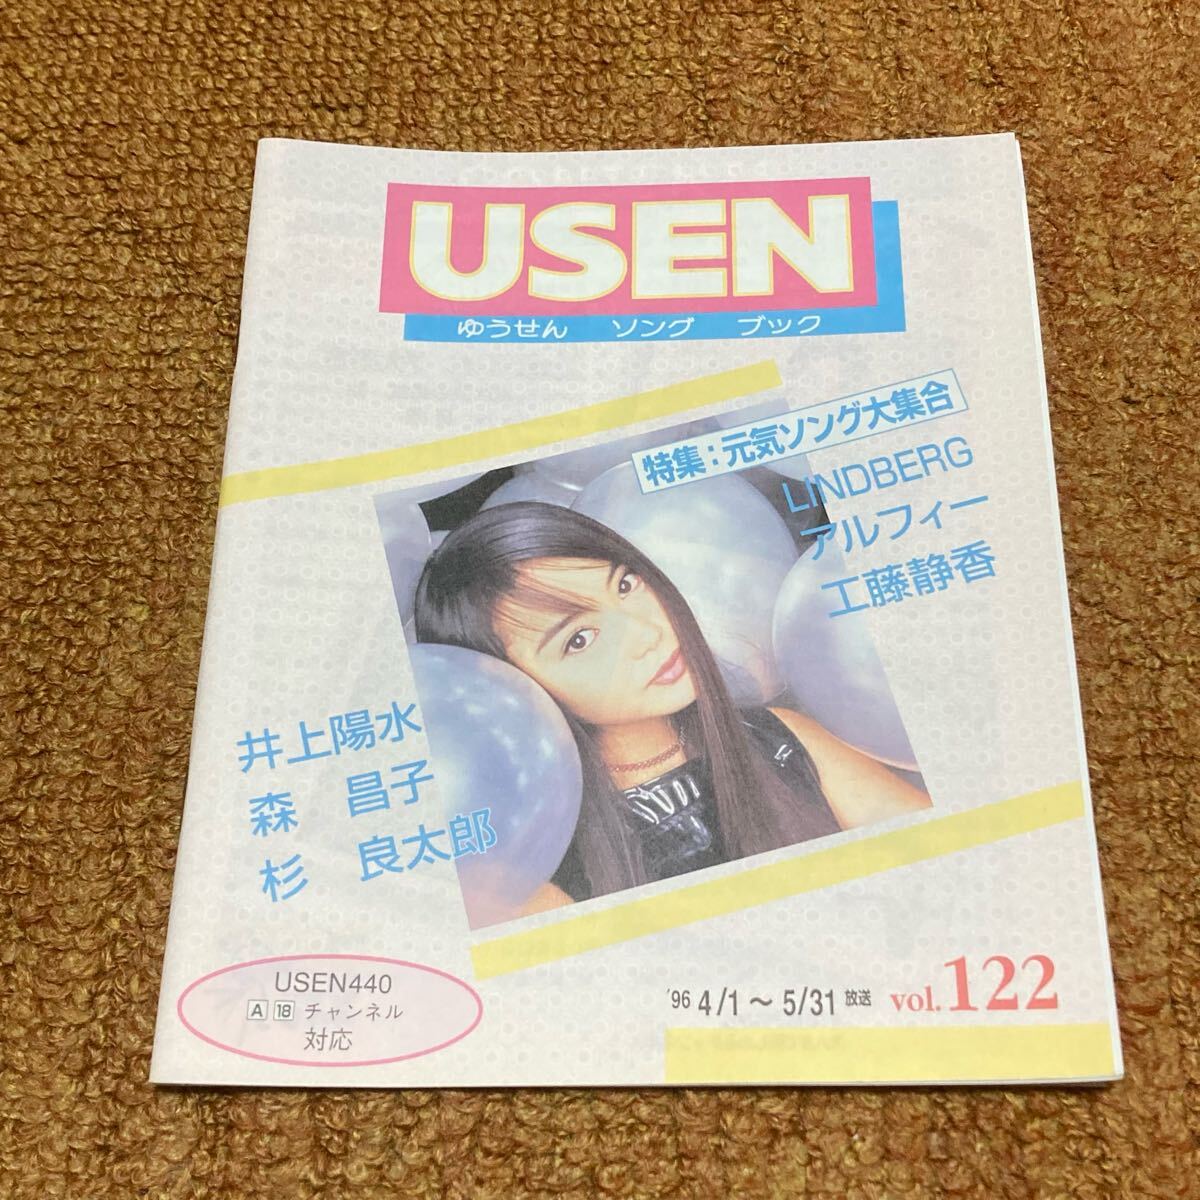 USEN
ゆうせん ソング ブック
特集：元気ソング大集合
LINDBERG
アルフィー
工藤静香
井上陽水
森 昌子
杉 良太郎
USEN440
A 18 チャンネル
対応
'96 4/1～5/31 放送 vol.122